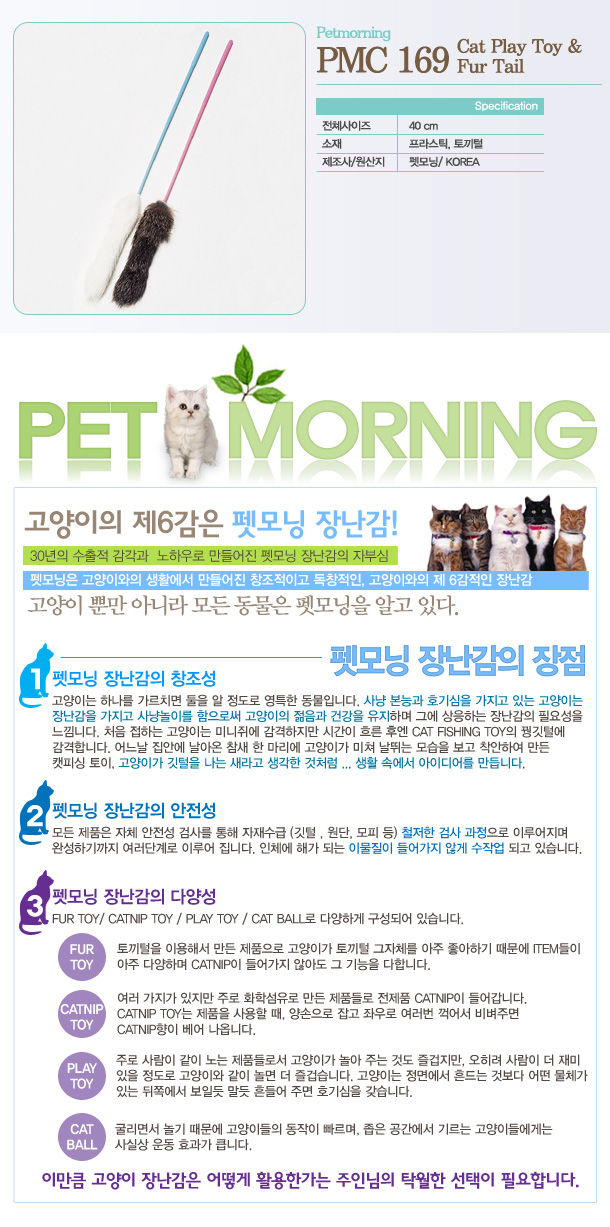 Petmorning
PMC 169 Cat Play Toy &
Fur Tail
Specification
전체사이즈 40 cm
소재 프라스틱, 토끼털
제조사/원산지 펫모닝/ KOREA
PET MORNING
고양이의 제6감은 펫모닝 장난감!
30년의 수출적 감각과 노하우로 만들어진 펫모닝 장난감의 자부심
펫모닝은 고양이와의 생활에서 만들어진 창조적이고 독창적인, 고양이와의 제 6감적인 장난감
고양이 뿐만 아니라 모든 동물은 펫모닝을 알고 있다.
펫모닝 장난감의 장점
1 펫모닝 장난감의 창조성
고양이는 하나를 가르치면 둘을 알 정도로 영특한 동물입니다. 사냥 본능과 호기심을 가지고 있는 고양이는
장난감을 가지고 사냥놀이를 함으로써 고양이의 젊음과 건강을 유지하며 그에 상응하는 장난감의 필요성을
느낍니다. 처음 접하는 고양이는 미니쥐에 감격하지만 시간이 흐른 후엔 CAT FISHING TOY의 꿩깃털에
감격합니다. 어느날 집안에 날아온 참새 한 마리에 고양이가 미쳐 날뛰는 모습을 보고 착안하여 만든
캣피싱 토이, 고양이가 깃털을 나는 새라고 생각한 것처럼 ... 생활 속에서 아이디어를 만듭니다.
2 펫모닝 장난감의 안전성
모든 제품은 자체 안전성 검사를 통해 자재수급 (깃털 , 원단, 모피 등) 철저한 검사 과정으로 이루어지며
완성하기까지 여러단계로 이루어 집니다. 인체에 해가 되는 이물질이 들어가지 않게 수작업 되고 있습니다.
3 펫모닝 장난감의 다양성
FUR TOY/ CATNIP TOY / PLAY TOY / CAT BALL로 다양하게 구성되어 있습니다.
FUR
TOY
토끼털을 이용해서 만든 제품으로 고양이가 토끼털 그자체를 아주 좋아하기 때문에 ITEM들이
아주 다양하며 CATNIP이 들어가지 않아도 그 기능을 다합니다.
CATNIP
TOY
여러 가지가 있지만 주로 화학섬유로 만든 제품들로 전제품 CATNIP이 들어갑니다.
CATNIP TOY는 제품을 사용할 때, 양손으로 잡고 좌우로 여러번 꺽어서 비벼주면
CATNIP향이 베어 나옵니다.
PLAY
TOY
주로 사람이 같이 노는 제품들로서 고양이가 놀아 주는 것도 즐겁지만, 오히려 사람이 더 재미
있을 정도로 고양이와 같이 놀면 더 즐겁습니다. 고양이는 정면에서 흔드는 것보다 어떤 물체가
있는 뒤쪽에서 보일듯 말듯 흔들어 주면 호기심을 갖습니다.
CAT
BALL
굴리면서 놀기 때문에 고양이들의 동작이 빠르며, 좁은 공간에서 기르는 고양이들에게는
사실상 운동 효과가 큽니다.
이만큼 고양이 장난감은 어떻게 활용한가는 주인님의 탁월한 선택이 필요합니다.